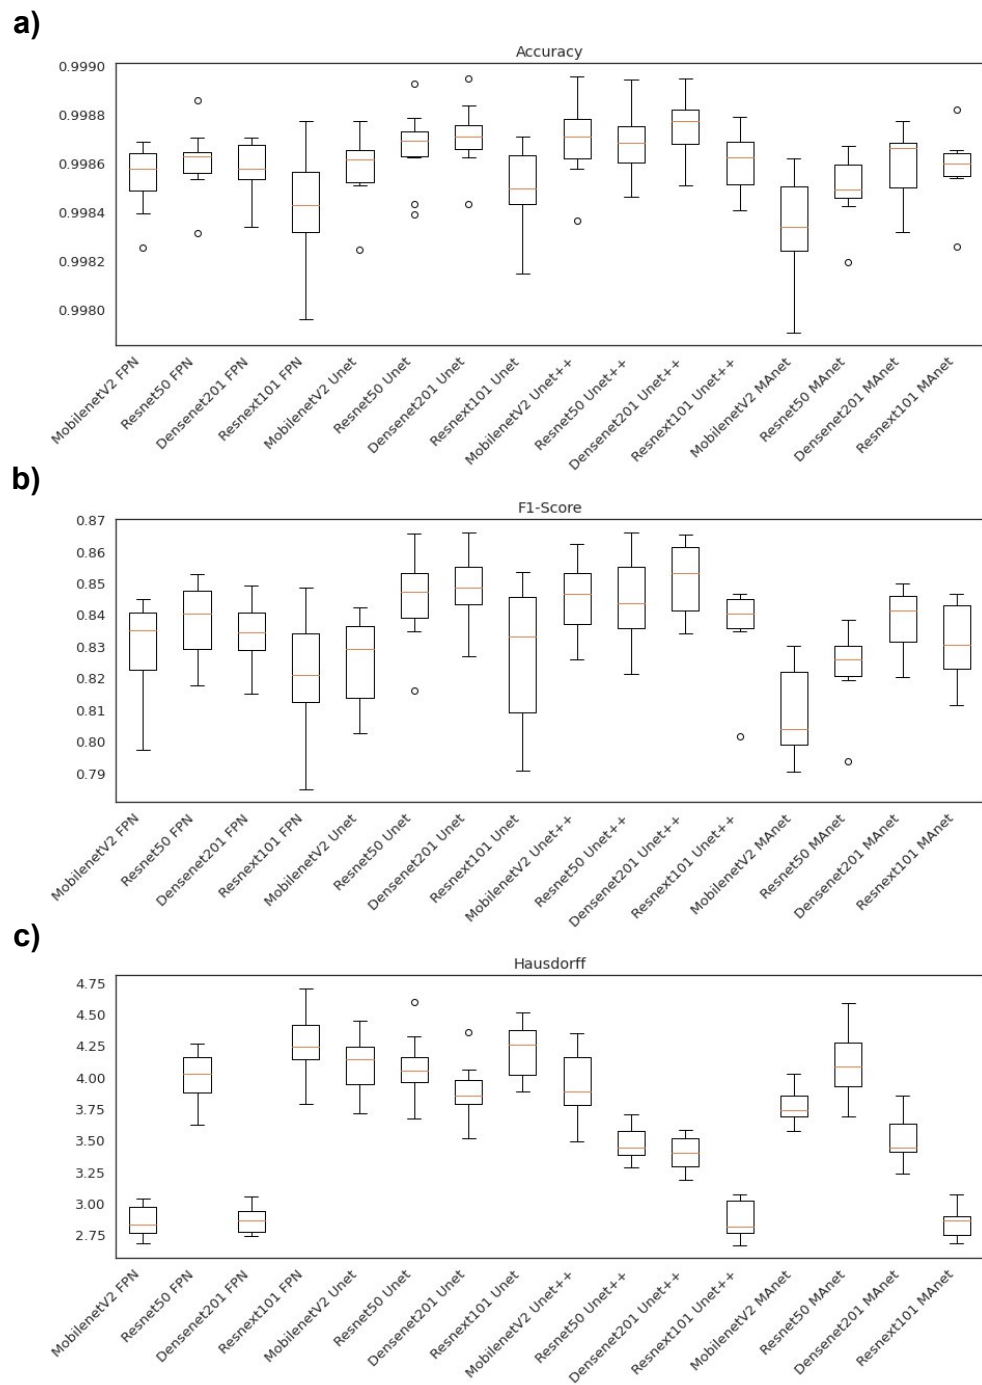 a)
Accuracy
0.9990
0.9988
0.9986
0.9984
0.9982
0.9980
MobilenetV2 FPN
Resnet50 FPN
Densenet201 FPN
Resnext101 FPN
MobilenetV2 Unet
Resnet50 Unet
Densenet201 Unet
Resnext101 Unet
MobilenetV2 Unet++
Resnet50 Unet++
Densenet201 Unet++
Resnext101 Unet++
MobilenetV2 MAnet
Resnet50 MAnet
Densenet201 MAnet
Resnext101 MAnet
b)
F1-Score
0.87
0.86
0.85
0.84
0.83
0.82
0.81
0.80
0.79
MobilenetV2 FPN
Resnet50 FPN
Densenet201 FPN
Resnext101 FPN
MobilenetV2 Unet
Resnet50 Unet
Densenet201 Unet
Resnext101 Unet
MobilenetV2 Unet++
Resnet50 Unet++
Densenet201 Unet++
Resnext101 Unet++
MobilenetV2 MAnet
Resnet50 MAnet
Densenet201 MAnet
Resnext101 MAnet
c)
Hausdorff
4.75
4.50
4.25
4.00
3.75
3.50
3.25
3.00
2.75
MobilenetV2 FPN
Resnet50 FPN
Densenet201 FPN
Resnext101 FPN
MobilenetV2 Unet
Resnet50 Unet
Densenet201 Unet
Resnext101 Unet
MobilenetV2 Unet++
Resnet50 Unet++
Densenet201 Unet++
Resnext101 Unet++
MobilenetV2 MAnet
Resnet50 MAnet
Densenet201 MAnet
Resnext101 MAnet